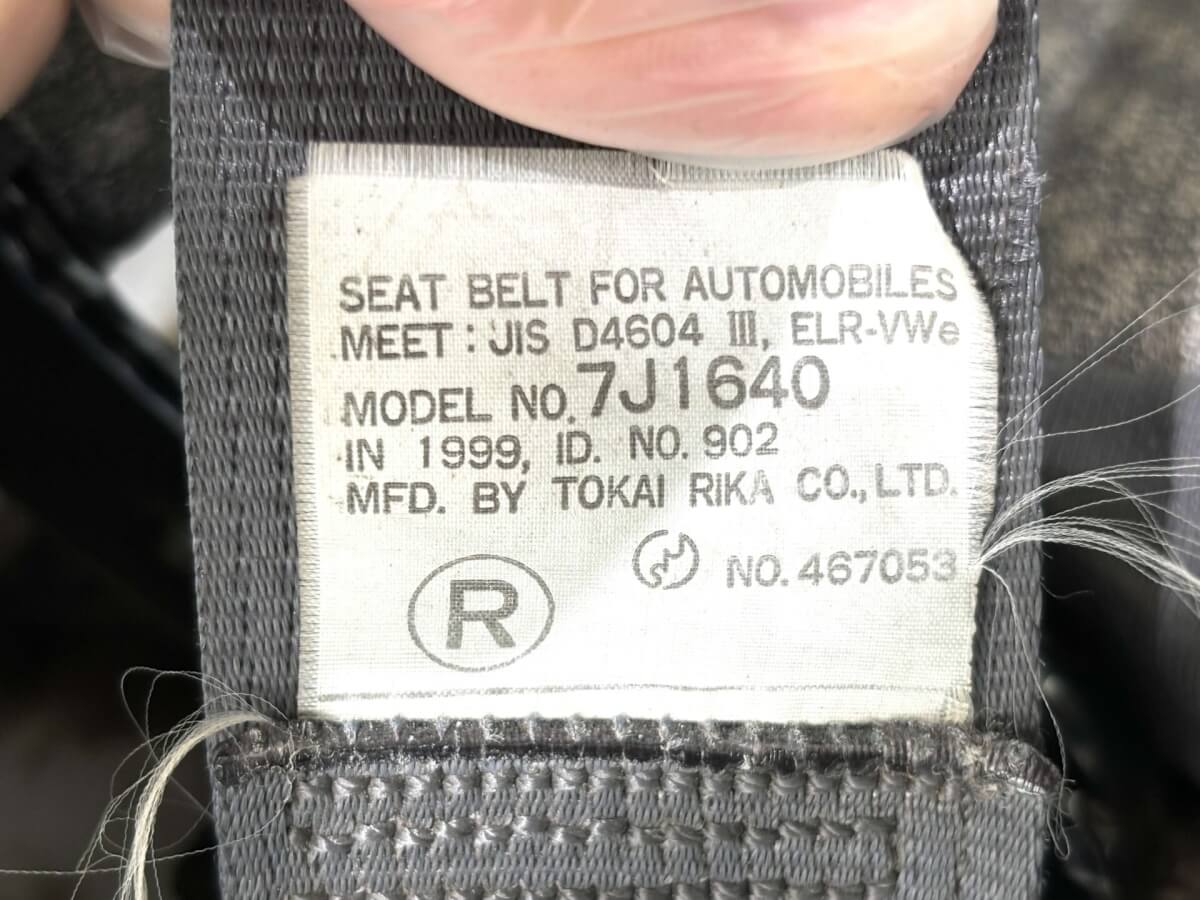 SEAT BELT FOR AUTOMOBILES
MEET: JIS D4604 III, ELR-VWe
MODEL NO. 7J1640
IN 1999, ID. NO. 902
MFD. BY TOKAI RIKA CO., LTD.
NO. 467053
R